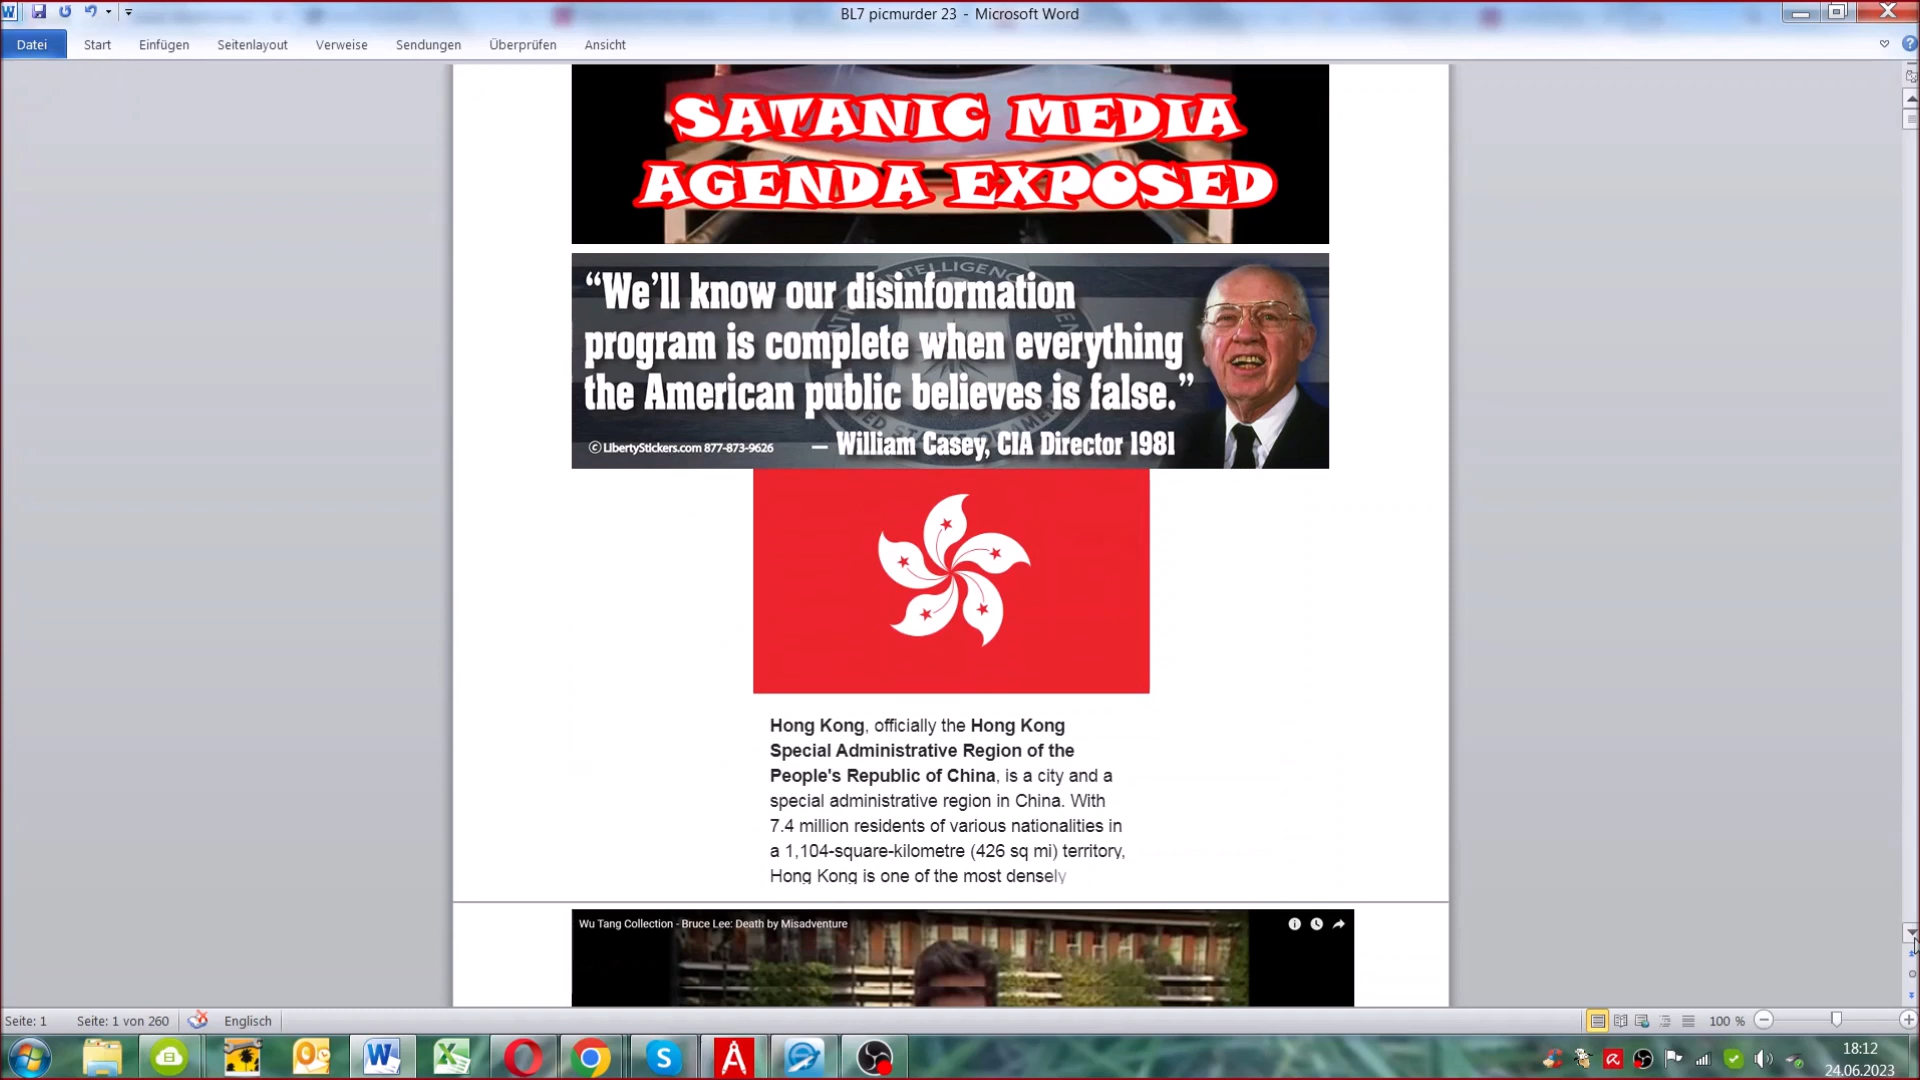 BL7 picmurder 23 - Microsoft Word
Datei Start Einfügen Seitenlayout Verweise Sendungen Überprüfen Ansicht
SATANIC MEDIA
AGENDA EXPOSED
“We’ll know our disinformation
program is complete when everything
the American public believes is false.”
© LibertyStickers.com 877-873-9626 — William Casey, CIA Director 1981
Hong Kong, officially the Hong Kong
Special Administrative Region of the
People's Republic of China, is a city and a
special administrative region in China. With
7.4 million residents of various nationalities in
a 1,104-square-kilometre (426 sq mi) territory,
Hong Kong is one of the most densely
Wu Tang Collection - Bruce Lee: Death by Misadventure
Seite: 1 Seite: 1 von 260 Englisch 100 %
18:12
24.06.2023